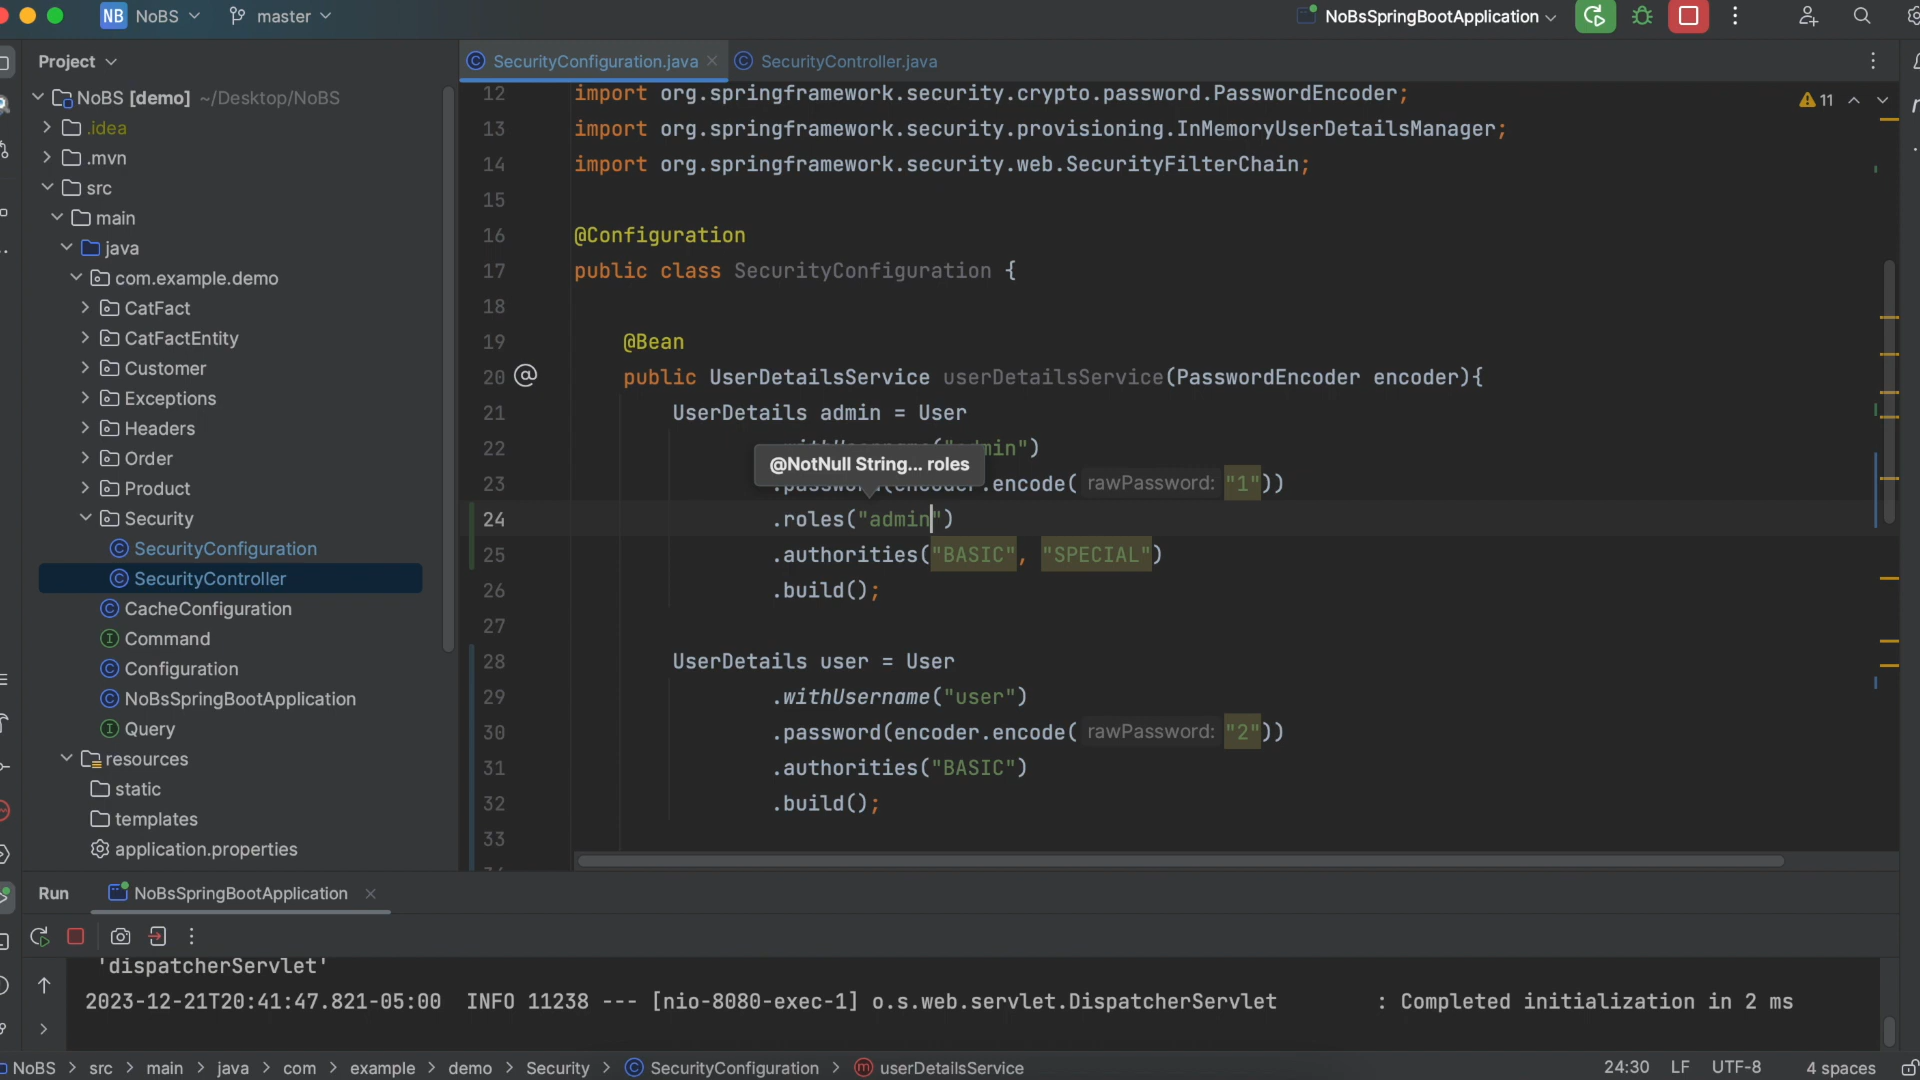 NB NoBS master NoBsSpringBootApplication
Project
SecurityConfiguration.java SecurityController.java
NoBS [demo] ~/Desktop/NoBS
.idea
.mvn
src
main
java
com.example.demo
CatFact
CatFactEntity
Customer
Exceptions
Headers
Order
Product
Security
SecurityConfiguration
SecurityController
CacheConfiguration
Command
Configuration
NoBsSpringBootApplication
Query
resources
static
templates
application.properties
11
12 import org.springframework.security.crypto.password.PasswordEncoder;
13 import org.springframework.security.provisioning.InMemoryUserDetailsManager;
14 import org.springframework.security.web.SecurityFilterChain;
15
16 @Configuration
17 public class SecurityConfiguration {
18
19 @Bean
20 public UserDetailsService userDetailsService(PasswordEncoder encoder){
21 UserDetails admin = User
22 min")
@NotNull String... roles
23 .encode( rawPassword: "1"))
24 .roles("admin")
25 .authorities("BASIC", "SPECIAL")
26 .build();
27
28 UserDetails user = User
29 .withUsername("user")
30 .password(encoder.encode( rawPassword: "2"))
31 .authorities("BASIC")
32 .build();
33
Run NoBsSpringBootApplication
'dispatcherServlet'
2023-12-21T20:41:47.821-05:00 INFO 11238 --- [nio-8080-exec-1] o.s.web.servlet.DispatcherServlet : Completed initialization in 2 ms
NoBS > src > main > java > com > example > demo > Security > SecurityConfiguration > userDetailsService 24:30 LF UTF-8 4 spaces